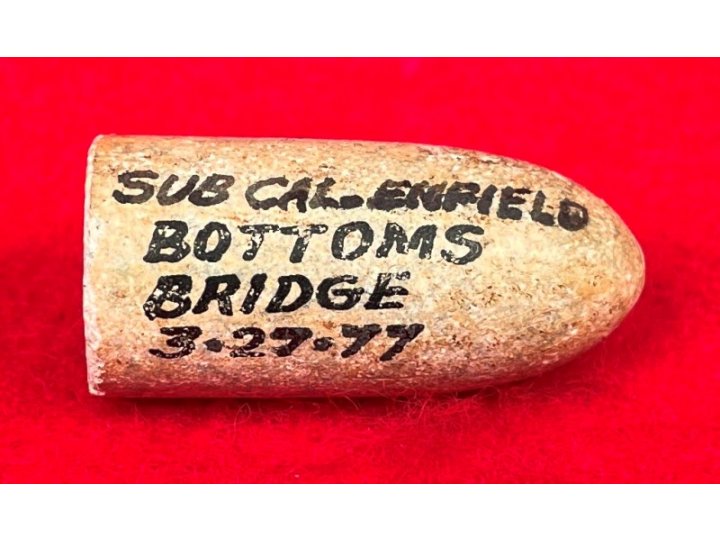 SUB CAL. ENFIELD
BOTTOMS
BRIDGE
3-27-77